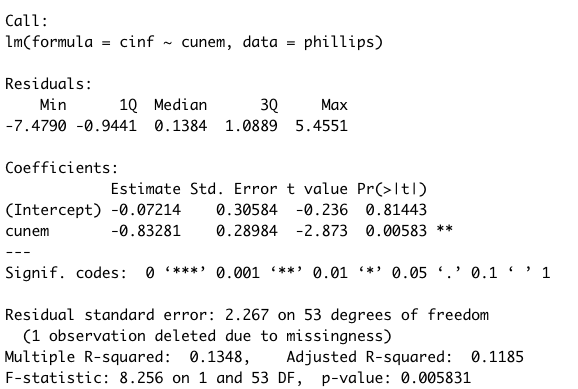 Call:
lm(formula = cinf ~ cunem, data = phillips)

Residuals:
    Min      1Q  Median      3Q     Max
-7.4790 -0.9441  0.1384  1.0889  5.4551

Coefficients:
            Estimate Std. Error t value Pr(>|t|)
(Intercept) -0.07214    0.30584  -0.236  0.81443
cunem       -0.83281    0.28984  -2.873  0.00583 **
---
Signif. codes:  0 ‘***’ 0.001 ‘**’ 0.01 ‘*’ 0.05 ‘.’ 0.1 ‘ ’ 1

Residual standard error: 2.267 on 53 degrees of freedom
  (1 observation deleted due to missingness)
Multiple R-squared:  0.1348,    Adjusted R-squared:  0.1185
F-statistic: 8.256 on 1 and 53 DF,  p-value: 0.005831